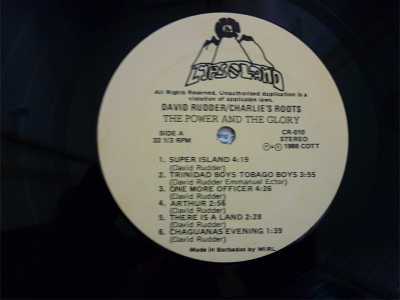 LYPSOLAND
All Rights Reserved, Unauthorised duplication is a
violation of applicable laws.
DAVID RUDDER/CHARLIE'S ROOTS
THE POWER AND THE GLORY
SIDE A
33 1/3 RPM
CR-010
STEREO
Ⓟ & © 1988 COTT
1. SUPER ISLAND 4:19
(David Rudder)
2. TRINIDAD BOYS TOBAGO BOYS 3:55
(David Rudder Emmanuel Ector)
3. ONE MORE OFFICER 4:26
(David Rudder)
4. ARTHUR 2:56
(David Rudder)
5. THERE IS A LAND 2:28
(David Rudder)
6. CHAGUANAS EVENING 1:39
(David Rudder)
Made in Barbados by WIRL